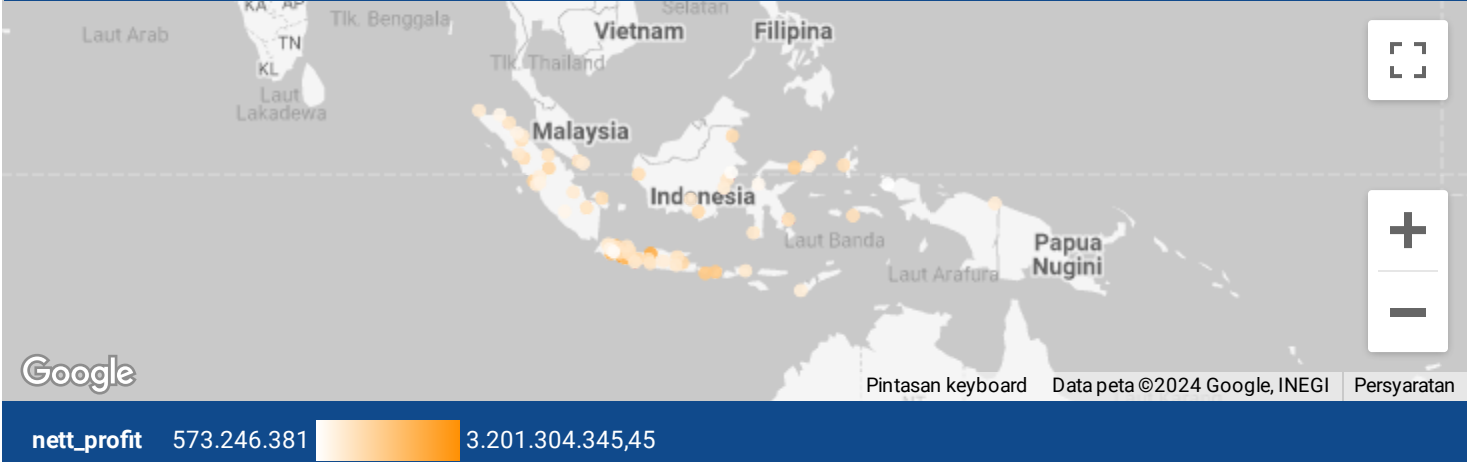 KA AP
Selatan
Tlk. Benggala
Laut Arab
Vietnam
Filipina
TN
Tlk. Thailand
KL
Laut
Lakadewa
Malaysia
Indonesia
Laut Banda
Papua
Nugini
Laut Arafura
Google
Pintasan keyboard
Data peta ©2024 Google, INEGI
Persyaratan
NT
nett_profit
573.246.381
3.201.304.345,45